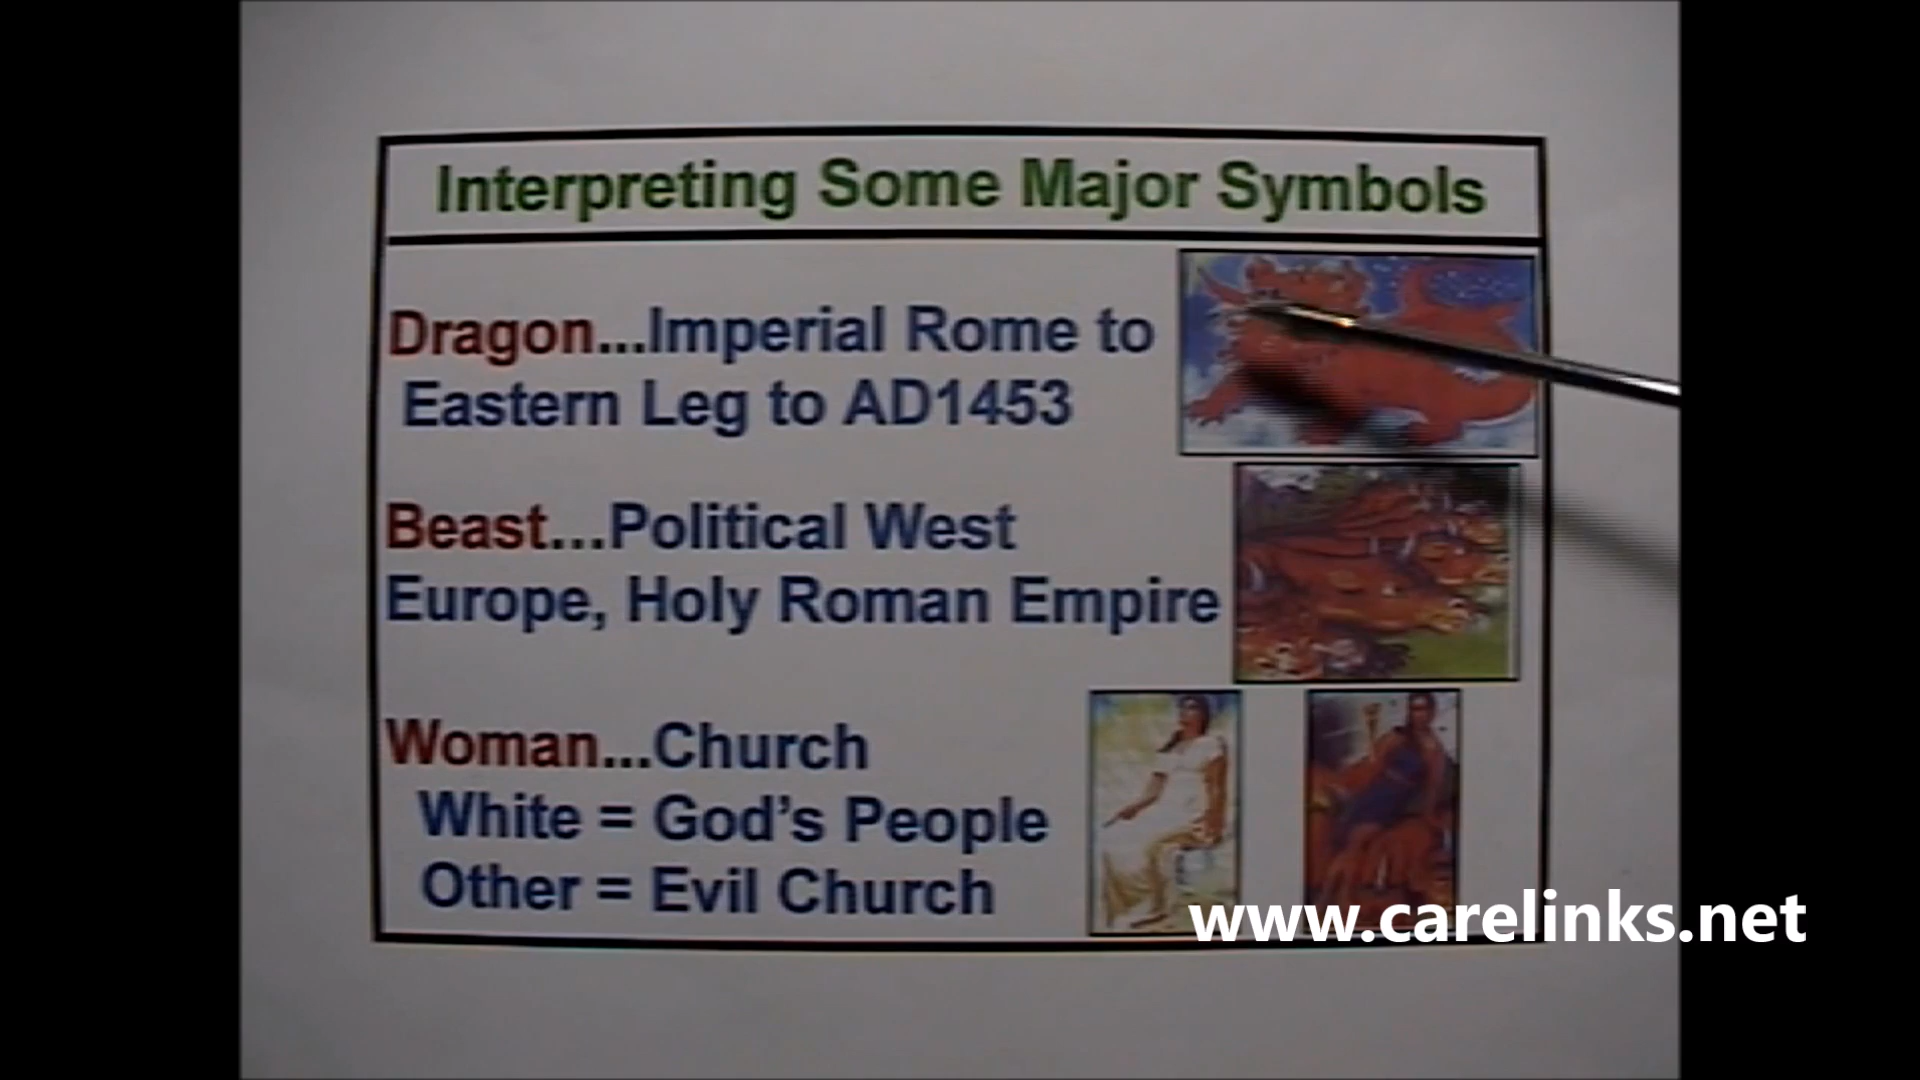 Interpreting Some Major Symbols
Dragon...Imperial Rome to
Eastern Leg to AD1453
Beast...Political West
Europe, Holy Roman Empire
Woman...Church
White = God's People
Other = Evil Church
www.carelinks.net